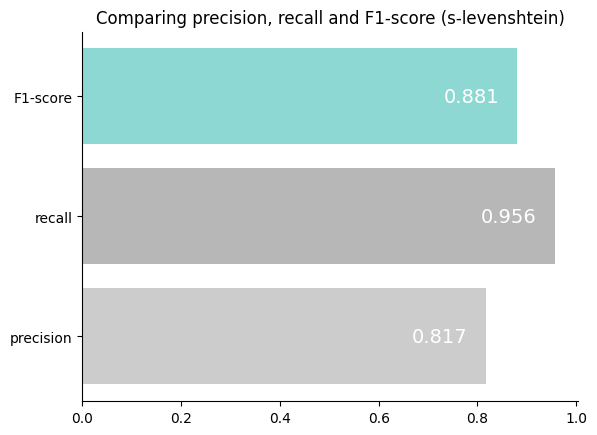 Comparing precision, recall and F1-score (s-levenshtein)
F1-score
0.881
recall
0.956
precision
0.817
0.0 0.2 0.4 0.6 0.8 1.0